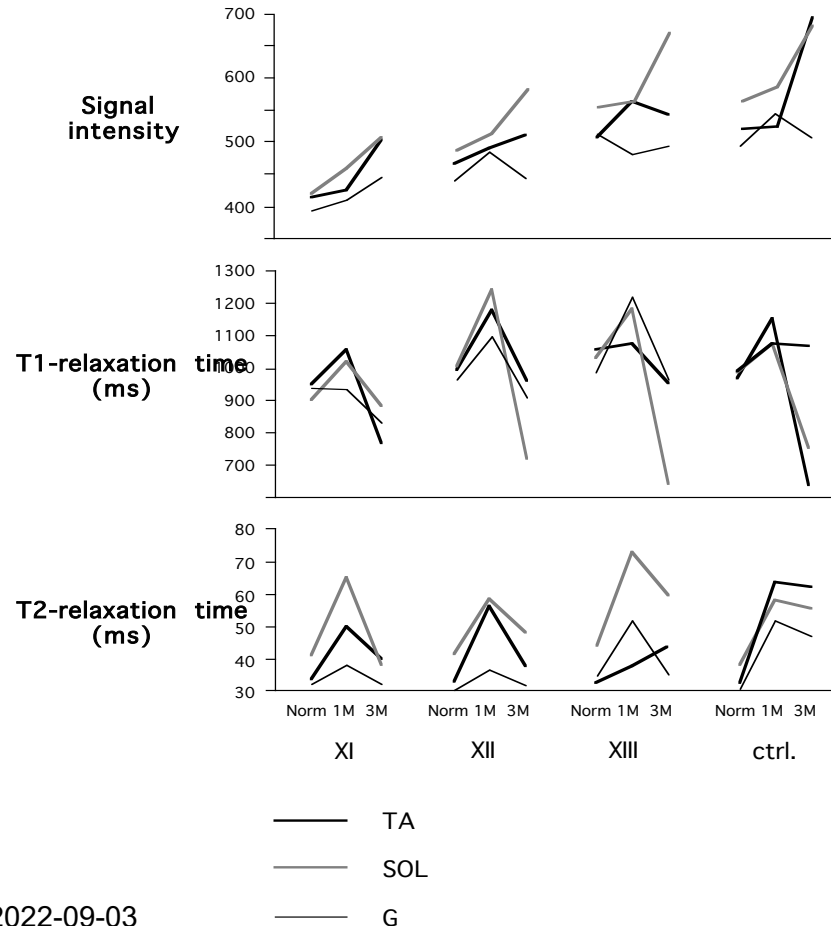 700
600
Signal
intensity
500
400
1300
1200
1100
T1-relaxation time
1000
(ms)
900
800
700
80
70
60
T2-relaxation time
50
(ms)
40
30
Norm 1M 3M Norm 1M 3M Norm 1M 3M Norm 1M 3M
XI XII XIII ctrl.
TA
SOL
2022-09-03
G